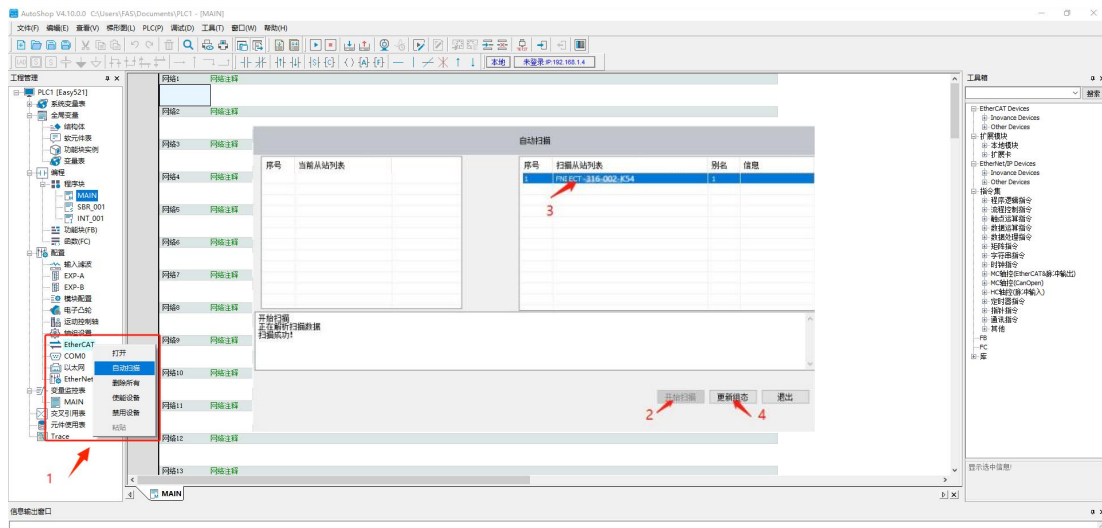 AutoShop V4.10.0.0 C:\Users\FAS\Documents\PLC1 - [MAIN]
文件(F) 编辑(E) 查看(V) 梯形图(L) PLC(P) 调试(D) 工具(T) 窗口(W) 帮助(H)
本地 未登录 IP:192.168.1.4
工程管理
PLC1 [Easy521]
系统变量表
全局变量
结构体
软元件表
功能块实例
变量表
编程
程序块
MAIN
SBR_001
INT_001
功能块(FB)
函数(FC)
配置
输入滤波
EXP-A
EXP-B
模块配置
电子凸轮
运动控制轴
轴组设置
EtherCAT
COM0
以太网
EtherNet
变量监控表
MAIN
交叉引用表
元件使用表
Trace
打开
自动扫描
删除所有
使能设备
禁用设备
粘贴
1
网络1 网络注释
网络2 网络注释
网络3 网络注释
网络4 网络注释
网络5 网络注释
网络6 网络注释
网络7 网络注释
网络8 网络注释
网络9 网络注释
网络10 网络注释
网络11 网络注释
网络12 网络注释
网络13 网络注释
MAIN
自动扫描
序号 当前从站列表
序号 扫描从站列表 别名 信息
1 FNI ECT-316-002-K54 1
3
开始扫描
正在解析扫描数据
扫描成功!
开始扫描 更新组态 退出
2 4
工具箱
搜索
EtherCAT Devices
Inovance Devices
Other Devices
扩展模块
本地模块
扩展卡
EtherNet/IP Devices
Inovance Devices
Other Devices
指令集
程序逻辑指令
流程控制指令
触点运算指令
数据运算指令
数据处理指令
矩阵指令
字符串指令
时钟指令
MC轴控(EtherCAT&脉冲输出)
MC轴控(CanOpen)
HC轴控(脉冲输入)
定时器指令
指针指令
通讯指令
其他
FB
FC
库
显示选中信息!
信息输出窗口